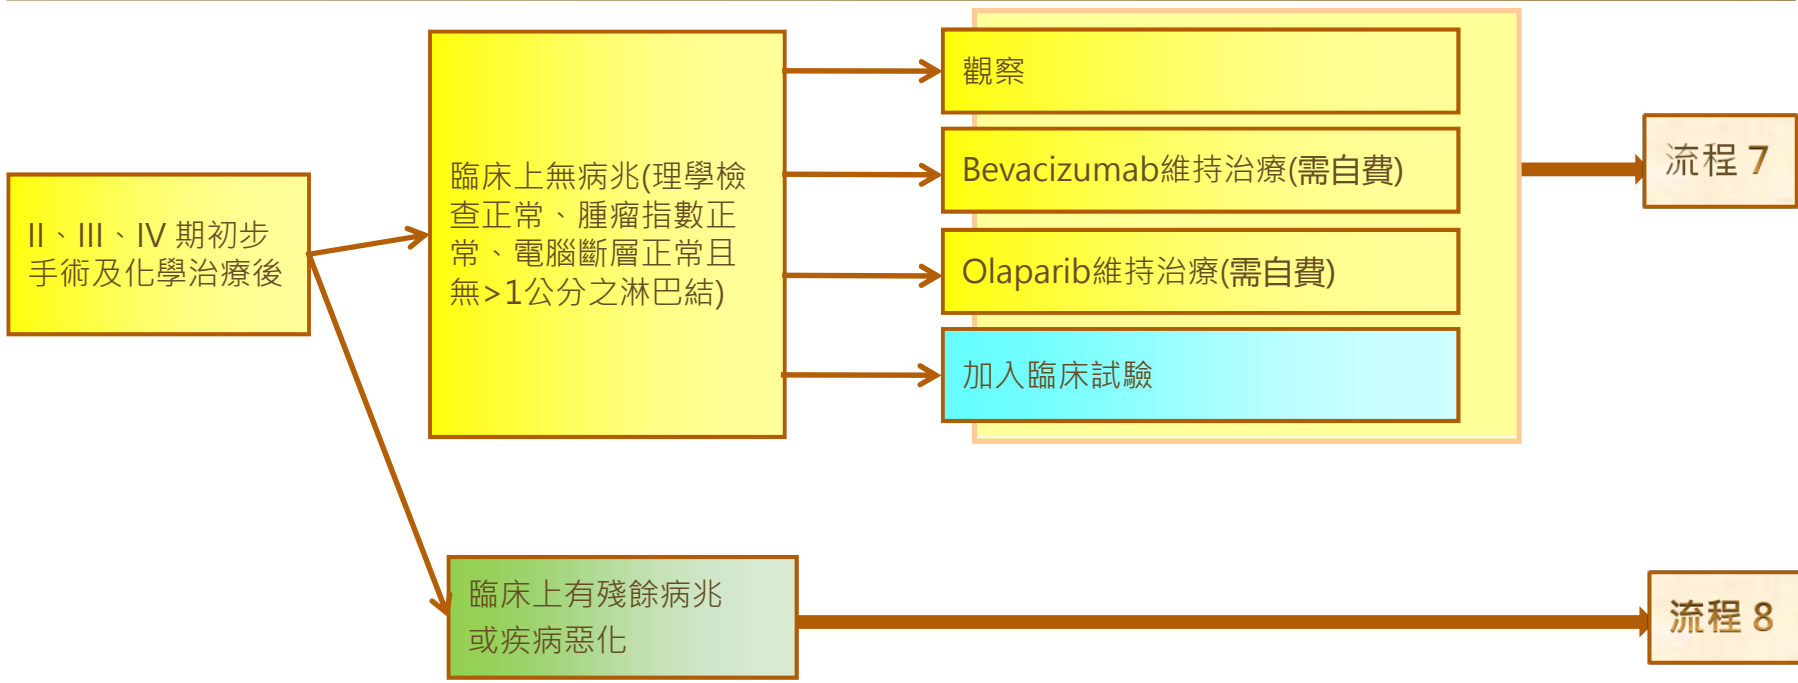 II、III、IV 期初步
手術及化學治療後
臨床上無病兆(理學檢
查正常、腫瘤指數正
常、電腦斷層正常且
無>1公分之淋巴結)
觀察
Bevacizumab維持治療(需自費)
Olaparib維持治療(需自費)
加入臨床試驗
流程 7
臨床上有殘餘病兆
或疾病惡化
流程 8